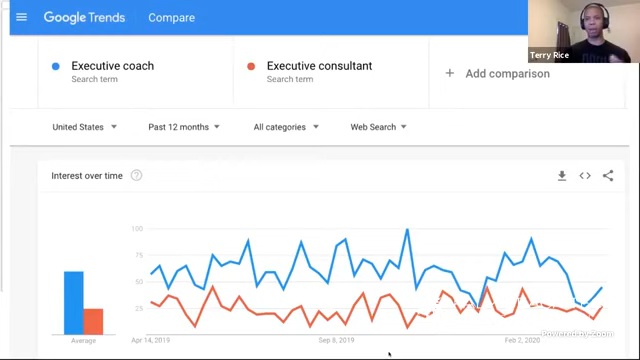 Google Trends Compare
Terry Rice
Executive coach
Search term
Executive consultant
Search term
+ Add comparison
United States
Past 12 months
All categories
Web Search
Interest over time
100
75
50
25
Average
Apr 14, 2019
Sep 8, 2019
Feb 2, 2020
Powered by Zoom